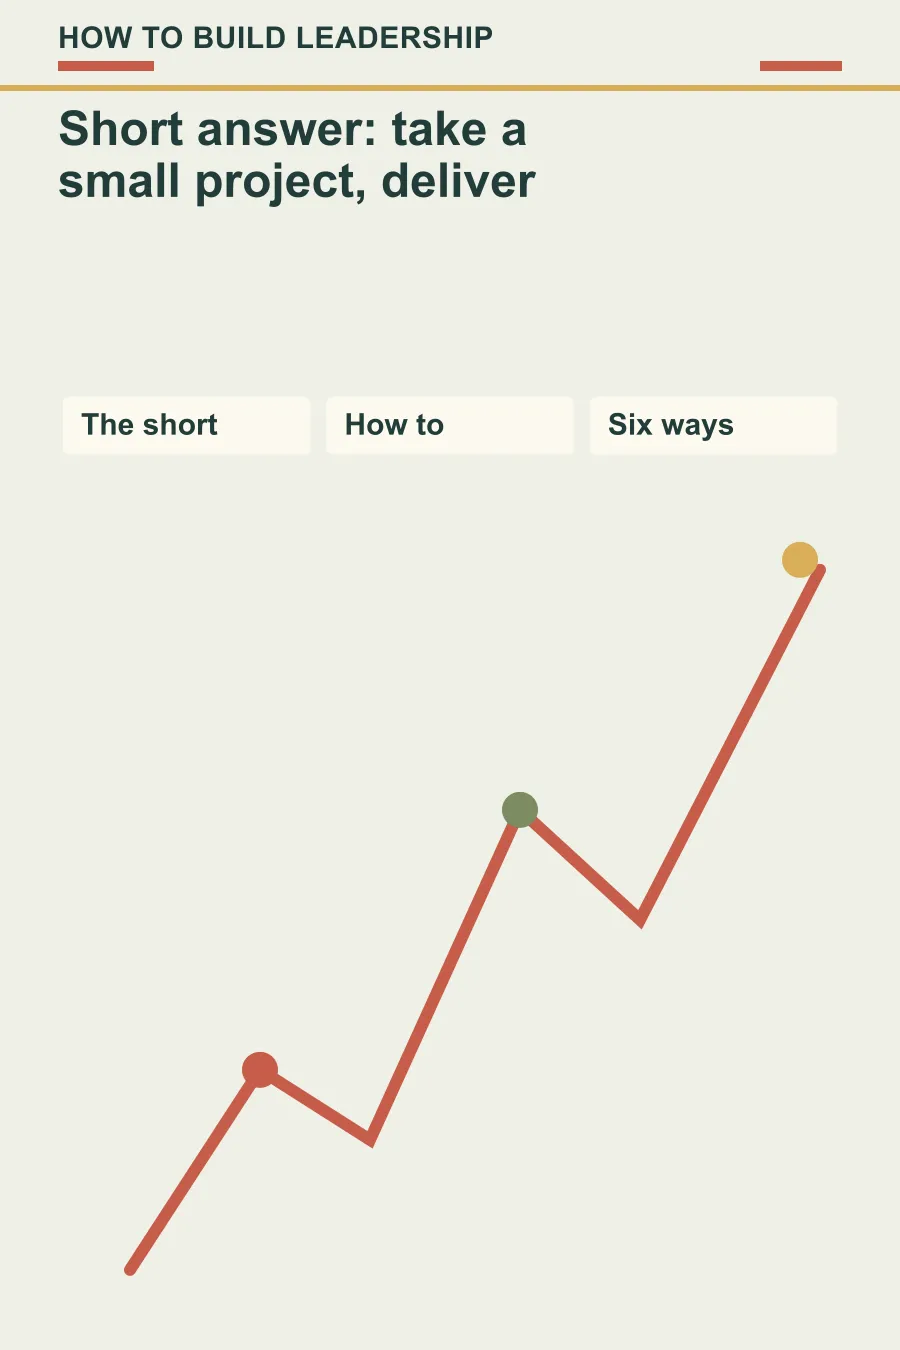 HOW TO BUILD LEADERSHIP
Short answer: take a
small project, deliver
The short
How to
Six ways